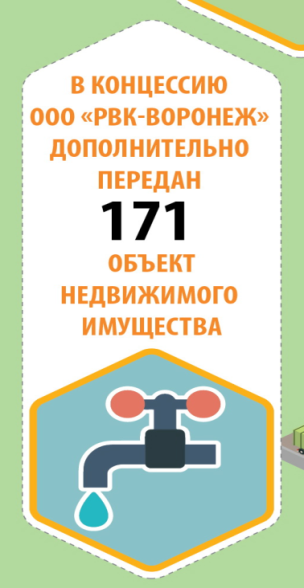 В КОНЦЕССИЮ
ООО «РВК-ВОРОНЕЖ»
ДОПОЛНИТЕЛЬНО
ПЕРЕДАН
171
ОБЪЕКТ
НЕДВИЖИМОГО
ИМУЩЕСТВА